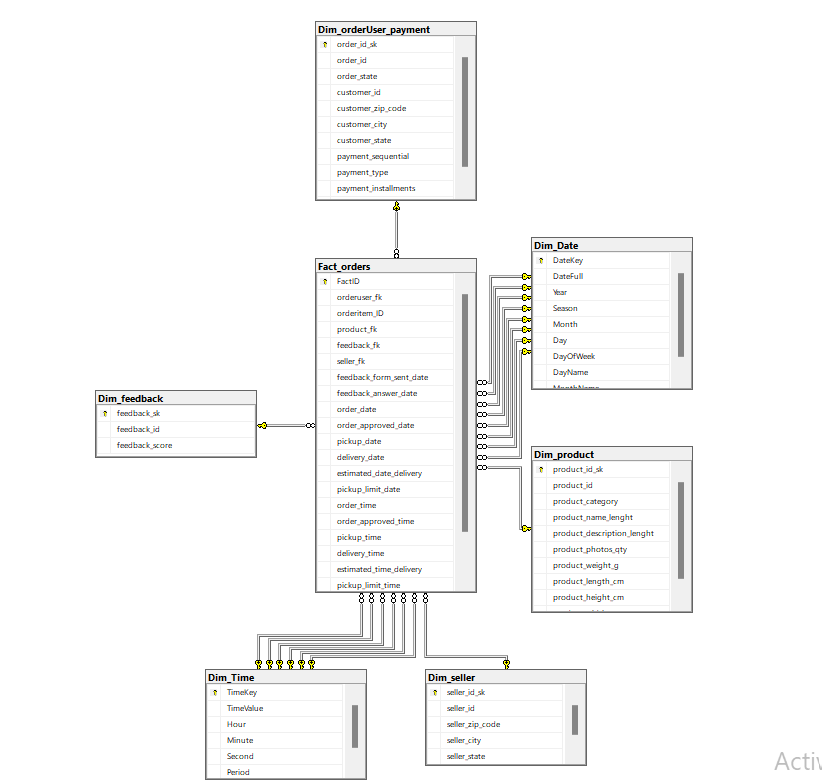 Dim_orderUser_payment
order_id_sk
order_id
order_state
customer_id
customer_zip_code
customer_city
customer_state
payment_sequential
payment_type
payment_installments
Fact_orders
FactID
orderuser_fk
orderitem_ID
product_fk
feedback_fk
seller_fk
feedback_form_sent_date
feedback_answer_date
order_date
order_approved_date
pickup_date
delivery_date
estimated_date_delivery
pickup_limit_date
order_time
order_approved_time
pickup_time
delivery_time
estimated_time_delivery
pickup_limit_time
Dim_Date
DateKey
DateFull
Year
Season
Month
Day
DayOfWeek
DayName
MonthName
Dim_feedback
feedback_sk
feedback_id
feedback_score
Dim_product
product_id_sk
product_id
product_category
product_name_lenght
product_description_lenght
product_photos_qty
product_weight_g
product_length_cm
product_height_cm
Dim_Time
TimeKey
TimeValue
Hour
Minute
Second
Period
Dim_seller
seller_id_sk
seller_id
seller_zip_code
seller_city
seller_state